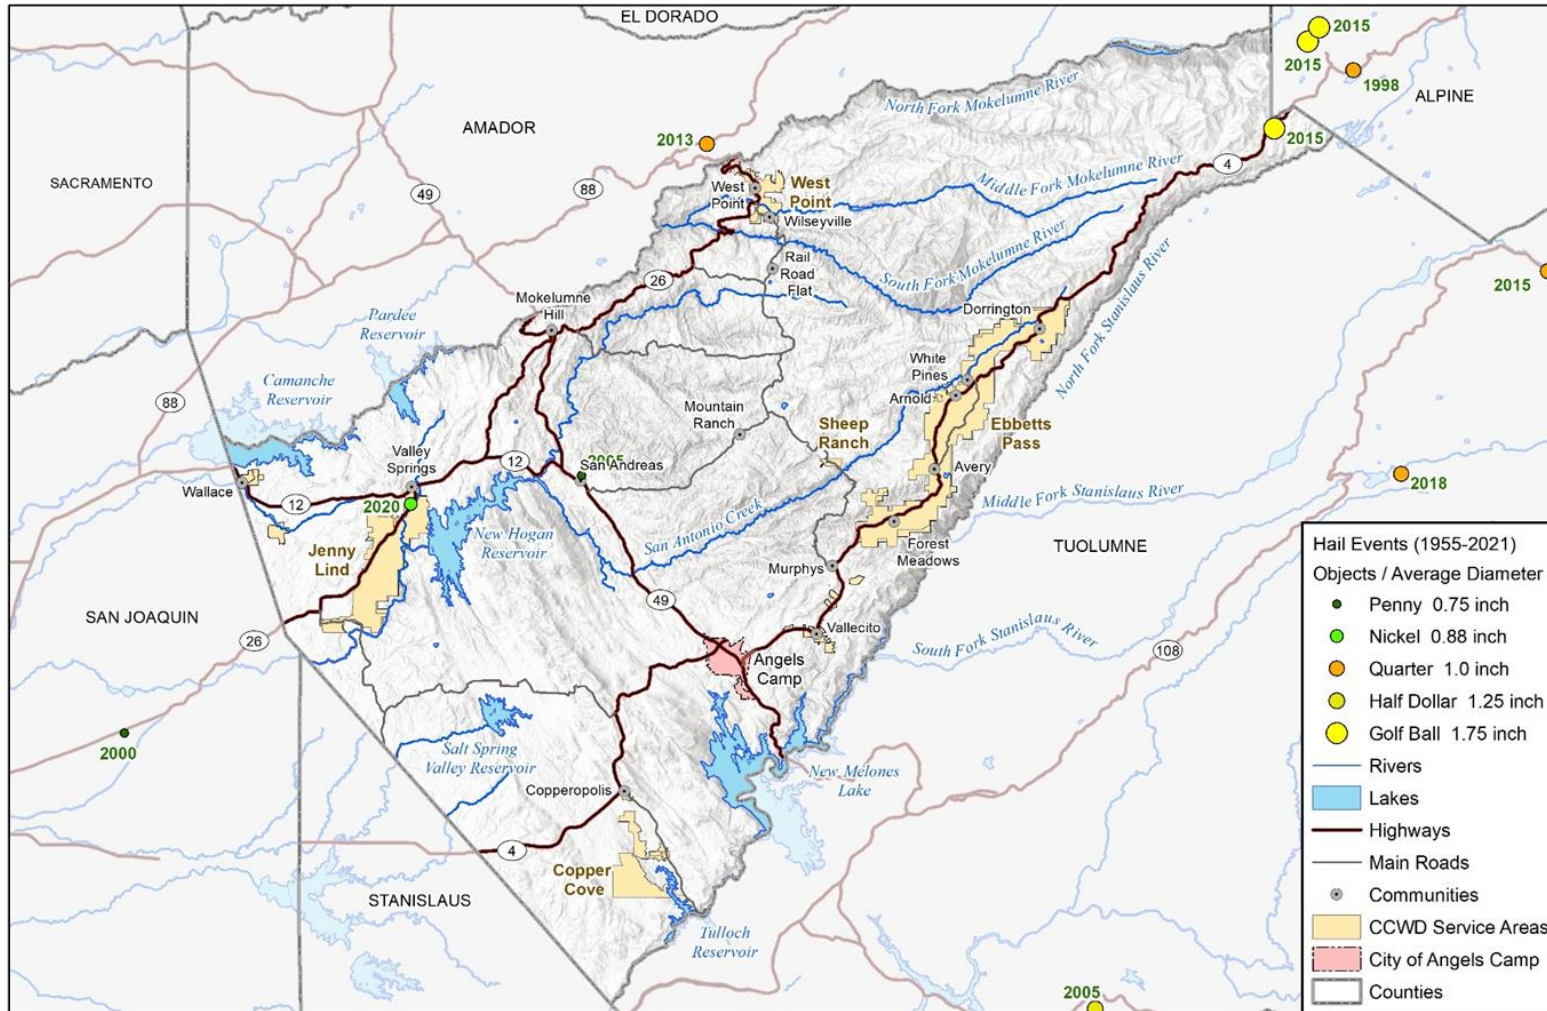 EL DORADO
2015
2015
1998
ALPINE
North Fork Mokelumne River
AMADOR
2013
2015
4
SACRAMENTO
49
88
West
Point
West
Point
Middle Fork Mokelumne River
Wilseyville
South Fork Mokelumne River
Rail
Road
Flat
26
2015
Mokelumne
Hill
Dorrington
North Fork Stanislaus River
Pardee
Reservoir
White
Pines
Camanche
Reservoir
88
Arnold
Mountain
Ranch
Sheep
Ranch
Ebbetts
Pass
Valley
Springs
12
2005
San Andreas
Avery
2018
Wallace
12
2020
Middle Fork Stanislaus River
New Hogan
Reservoir
San Antonio Creek
Forest
Meadows
TUOLUMNE
Jenny
Lind
Murphys
49
SAN JOAQUIN
26
Vallecito
South Fork Stanislaus River
108
Angels
Camp
2000
Salt Spring
Valley Reservoir
New Melones
Lake
Copperopolis
4
Copper
Cove
STANISLAUS
Tulloch
Reservoir
2005
Hail Events (1955-2021)
Objects / Average Diameter
Penny 0.75 inch
Nickel 0.88 inch
Quarter 1.0 inch
Half Dollar 1.25 inch
Golf Ball 1.75 inch
Rivers
Lakes
Highways
Main Roads
Communities
CCWD Service Areas
City of Angels Camp
Counties